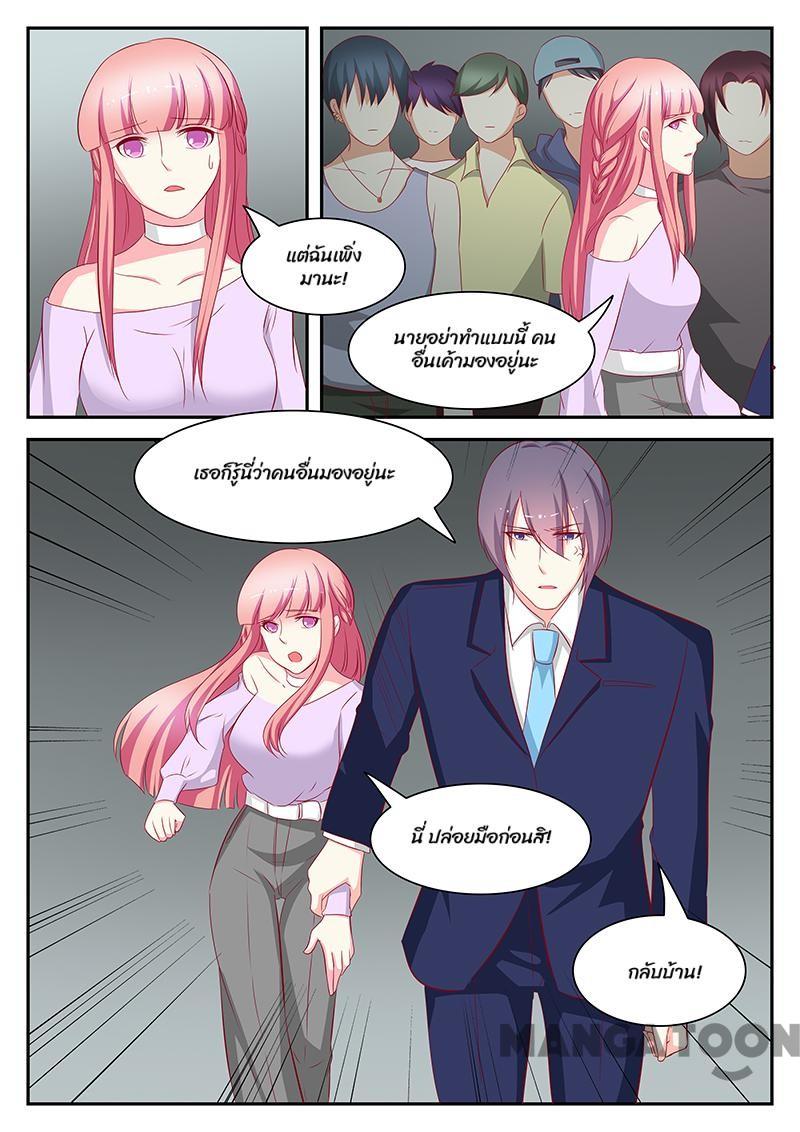 แต่ฉันเพิ่ง
มานะ!
นายอย่าทำแบบนี้ คน
อื่นเค้ามองอยู่นะ
เธอก็รู้นี่ว่าคนอื่นมองอยู่นะ
นี่ ปล่อยมือก่อนสิ!
กลับบ้าน!
MANGATOON